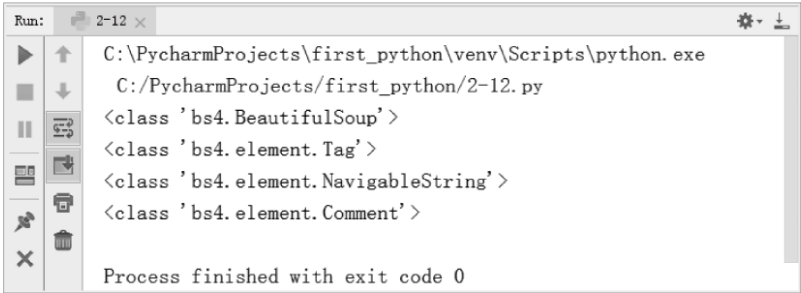 Run: 2-12
C:\PycharmProjects\first_python\venv\Scripts\python.exe
C:/PycharmProjects/first_python/2-12.py
<class 'bs4.BeautifulSoup'>
<class 'bs4.element.Tag'>
<class 'bs4.element.NavigableString'>
<class 'bs4.element.Comment'>
Process finished with exit code 0